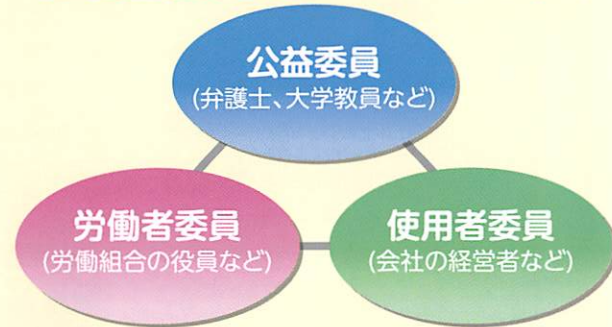 公益委員
(弁護士、大学教員など)
労働者委員
(労働組合の役員など)
使用者委員
(会社の経営者など)